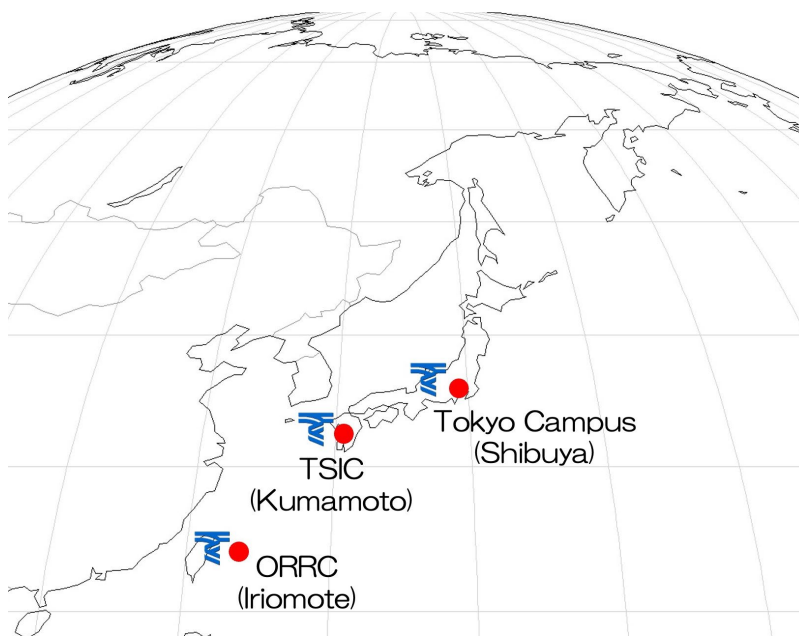 Tokyo Campus
(Shibuya)
TSIC
(Kumamoto)
ORRC
(Iriomote)